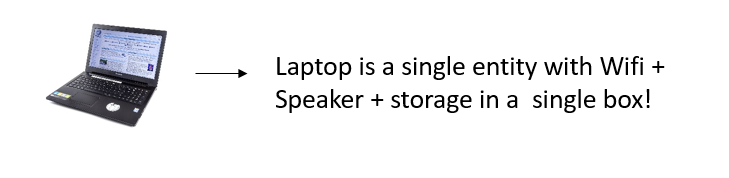 Laptop is a single entity with Wifi +
Speaker + storage in a single box!